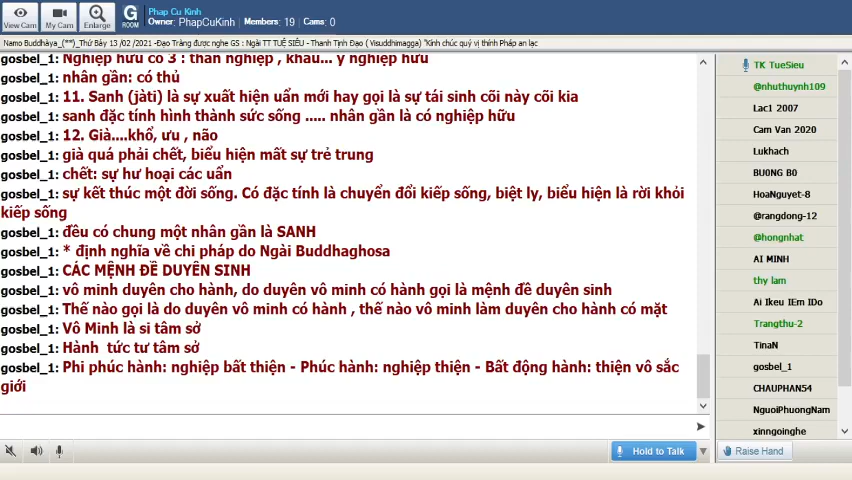 Phap Cu Kinh
Owner: PhapCuKinh | Members: 19 | Cams: 0
View Cam
My Cam
Enlarge
G
ROOM
Namo Buddhàya_(**)_Thứ Bảy 13 /02 /2021 -Đạo Tràng được nghe GS : Ngài TT TUỆ SIÊU - Thanh Tịnh Đạo ( Visuddhimagga) "Kính chúc quý vị thính Pháp an lạc
gosbel_1: Nghiệp hữu có 3 : thân nghiệp , khẩu... ý nghiệp hữu
gosbel_1: nhân gần: có thủ
gosbel_1: 11. Sanh (jàti) là sự xuất hiện uẩn mới hay gọi là sự tái sinh cõi này cõi kia
gosbel_1: sanh đặc tính hình thành sức sống ..... nhân gần là có nghiệp hữu
gosbel_1: 12. Già....khổ, ưu , não
gosbel_1: già quá phải chết, biểu hiện mất sự trẻ trung
gosbel_1: chết: sự hư hoại các uẩn
gosbel_1: sự kết thúc một đời sống. Có đặc tính là chuyển đổi kiếp sống, biệt ly, biểu hiện là rời khỏi
kiếp sống
gosbel_1: đều có chung một nhân gần là SANH
gosbel_1: * định nghĩa về chi pháp do Ngài Buddhaghosa
gosbel_1: CÁC MỆNH ĐỀ DUYÊN SINH
gosbel_1: vô minh duyên cho hành, do duyên vô minh có hành gọi là mệnh đề duyên sinh
gosbel_1: Thế nào gọi là do duyên vô minh có hành , thế nào vô minh làm duyên cho hành có mặt
gosbel_1: Vô Minh là si tâm sở
gosbel_1: Hành tức tư tâm sở
gosbel_1: Phi phúc hành: nghiệp bất thiện - Phúc hành: nghiệp thiện - Bất động hành: thiện vô sắc
giới
TK TueSieu
@nhuthuynh109
Lac1 2007
Cam Van 2020
Lukhach
BU0NG B0
HoaNguyet-8
@rangdong-12
@hongnhat
AI MINH
thy lam
Ai Ikeu IEm IDo
Trangthu-2
TinaN
gosbel_1
CHAUPHAN54
NguoiPhuongNam
xinngoinghe
Hold to Talk
Raise Hand